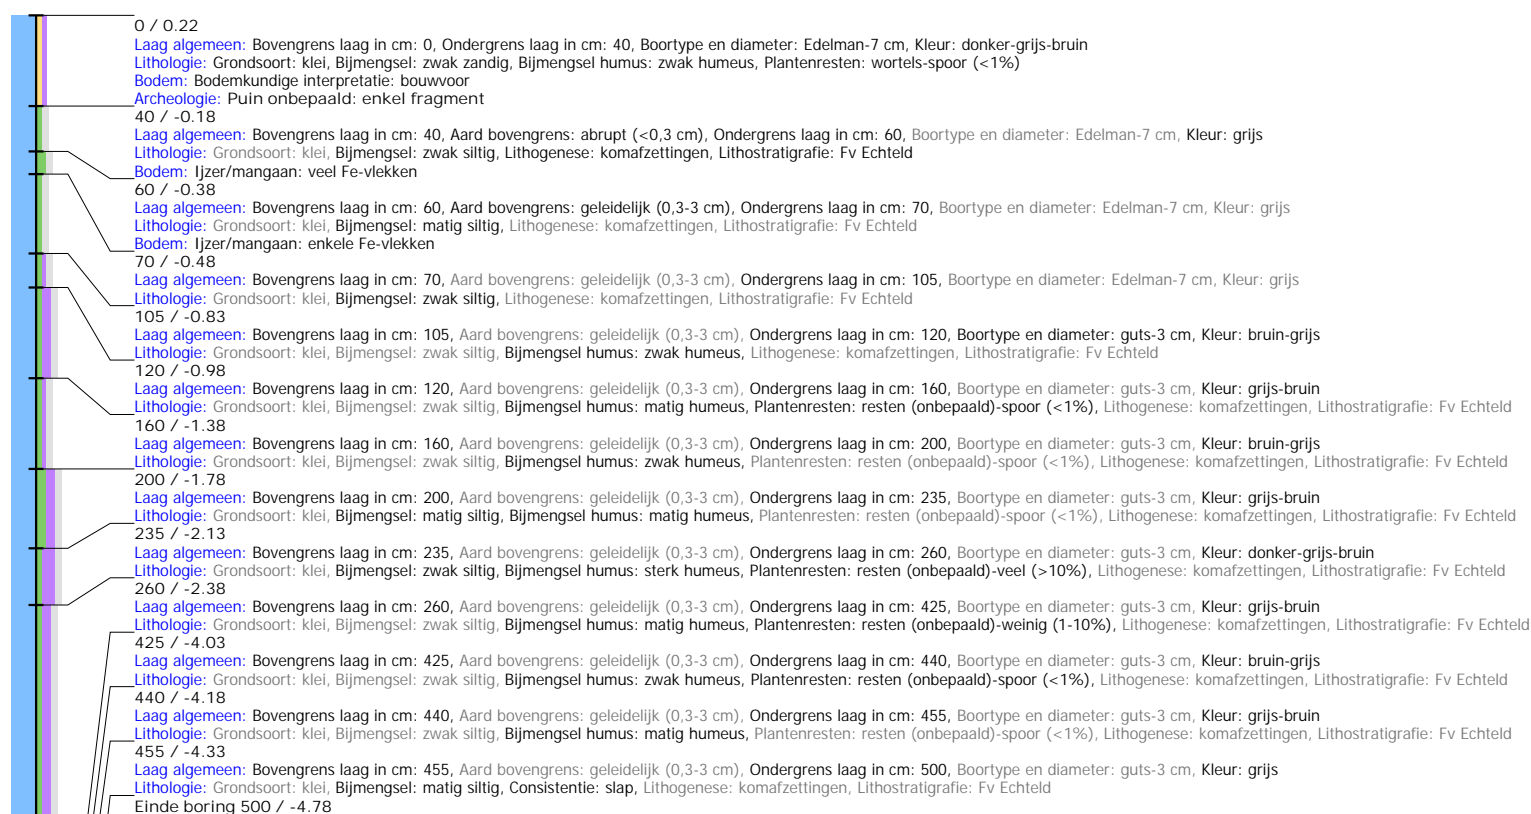 0 / 0.22
Laag algemeen: Bovengrens laag in cm: 0, Ondergrens laag in cm: 40, Boortype en diameter: Edelman-7 cm, Kleur: donker-grijs-bruin
Lithologie: Grondsoort: klei, Bijmengsel: zwak zandig, Bijmengsel humus: zwak humeus, Plantenresten: wortels-spoor (<1%)
Bodem: Bodemkundige interpretatie: bouwvoor
Archeologie: Puin onbepaald: enkel fragment
40 / -0.18
Laag algemeen: Bovengrens laag in cm: 40, Aard bovengrens: abrupt (<0,3 cm), Ondergrens laag in cm: 60, Boortype en diameter: Edelman-7 cm, Kleur: grijs
Lithologie: Grondsoort: klei, Bijmengsel: zwak siltig, Lithogenese: komafzettingen, Lithostratigrafie: Fv Echteld
Bodem: Ijzer/mangaan: veel Fe-vlekken
60 / -0.38
Laag algemeen: Bovengrens laag in cm: 60, Aard bovengrens: geleidelijk (0,3-3 cm), Ondergrens laag in cm: 70, Boortype en diameter: Edelman-7 cm, Kleur: grijs
Lithologie: Grondsoort: klei, Bijmengsel: matig siltig, Lithogenese: komafzettingen, Lithostratigrafie: Fv Echteld
Bodem: Ijzer/mangaan: enkele Fe-vlekken
70 / -0.48
Laag algemeen: Bovengrens laag in cm: 70, Aard bovengrens: geleidelijk (0,3-3 cm), Ondergrens laag in cm: 105, Boortype en diameter: Edelman-7 cm, Kleur: grijs
Lithologie: Grondsoort: klei, Bijmengsel: zwak siltig, Lithogenese: komafzettingen, Lithostratigrafie: Fv Echteld
105 / -0.83
Laag algemeen: Bovengrens laag in cm: 105, Aard bovengrens: geleidelijk (0,3-3 cm), Ondergrens laag in cm: 120, Boortype en diameter: guts-3 cm, Kleur: bruin-grijs
Lithologie: Grondsoort: klei, Bijmengsel: zwak siltig, Bijmengsel humus: zwak humeus, Lithogenese: komafzettingen, Lithostratigrafie: Fv Echteld
120 / -0.98
Laag algemeen: Bovengrens laag in cm: 120, Aard bovengrens: geleidelijk (0,3-3 cm), Ondergrens laag in cm: 160, Boortype en diameter: guts-3 cm, Kleur: grijs-bruin
Lithologie: Grondsoort: klei, Bijmengsel: zwak siltig, Bijmengsel humus: matig humeus, Plantenresten: resten (onbepaald)-spoor (<1%), Lithogenese: komafzettingen, Lithostratigrafie: Fv Echteld
160 / -1.38
Laag algemeen: Bovengrens laag in cm: 160, Aard bovengrens: geleidelijk (0,3-3 cm), Ondergrens laag in cm: 200, Boortype en diameter: guts-3 cm, Kleur: bruin-grijs
Lithologie: Grondsoort: klei, Bijmengsel: zwak siltig, Bijmengsel humus: zwak humeus, Plantenresten: resten (onbepaald)-spoor (<1%), Lithogenese: komafzettingen, Lithostratigrafie: Fv Echteld
200 / -1.78
Laag algemeen: Bovengrens laag in cm: 200, Aard bovengrens: geleidelijk (0,3-3 cm), Ondergrens laag in cm: 235, Boortype en diameter: guts-3 cm, Kleur: grijs-bruin
Lithologie: Grondsoort: klei, Bijmengsel: matig siltig, Bijmengsel humus: matig humeus, Plantenresten: resten (onbepaald)-spoor (<1%), Lithogenese: komafzettingen, Lithostratigrafie: Fv Echteld
235 / -2.13
Laag algemeen: Bovengrens laag in cm: 235, Aard bovengrens: geleidelijk (0,3-3 cm), Ondergrens laag in cm: 260, Boortype en diameter: guts-3 cm, Kleur: donker-grijs-bruin
Lithologie: Grondsoort: klei, Bijmengsel: zwak siltig, Bijmengsel humus: sterk humeus, Plantenresten: resten (onbepaald)-veel (>10%), Lithogenese: komafzettingen, Lithostratigrafie: Fv Echteld
260 / -2.38
Laag algemeen: Bovengrens laag in cm: 260, Aard bovengrens: geleidelijk (0,3-3 cm), Ondergrens laag in cm: 425, Boortype en diameter: guts-3 cm, Kleur: grijs-bruin
Lithologie: Grondsoort: klei, Bijmengsel: zwak siltig, Bijmengsel humus: matig humeus, Plantenresten: resten (onbepaald)-weinig (1-10%), Lithogenese: komafzettingen, Lithostratigrafie: Fv Echteld
425 / -4.03
Laag algemeen: Bovengrens laag in cm: 425, Aard bovengrens: geleidelijk (0,3-3 cm), Ondergrens laag in cm: 440, Boortype en diameter: guts-3 cm, Kleur: bruin-grijs
Lithologie: Grondsoort: klei, Bijmengsel: zwak siltig, Bijmengsel humus: zwak humeus, Plantenresten: resten (onbepaald)-spoor (<1%), Lithogenese: komafzettingen, Lithostratigrafie: Fv Echteld
440 / -4.18
Laag algemeen: Bovengrens laag in cm: 440, Aard bovengrens: geleidelijk (0,3-3 cm), Ondergrens laag in cm: 455, Boortype en diameter: guts-3 cm, Kleur: grijs-bruin
Lithologie: Grondsoort: klei, Bijmengsel: zwak siltig, Bijmengsel humus: matig humeus, Plantenresten: resten (onbepaald)-spoor (<1%), Lithogenese: komafzettingen, Lithostratigrafie: Fv Echteld
455 / -4.33
Laag algemeen: Bovengrens laag in cm: 455, Aard bovengrens: geleidelijk (0,3-3 cm), Ondergrens laag in cm: 500, Boortype en diameter: guts-3 cm, Kleur: grijs
Lithologie: Grondsoort: klei, Bijmengsel: matig siltig, Consistentie: slap, Lithogenese: komafzettingen, Lithostratigrafie: Fv Echteld
Einde boring 500 / -4.78